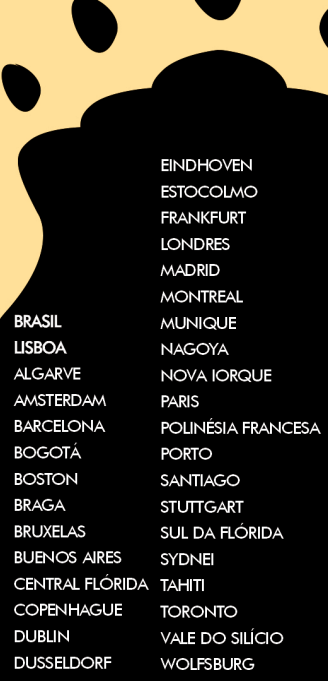 BRASIL
LISBOA
ALGARVE
AMSTERDAM
BARCELONA
BOGOTÁ
BOSTON
BRAGA
BRUXELAS
BUENOS AIRES
CENTRAL FLÓRIDA
COPENHAGUE
DUBLIN
DUSSELDORF
EINDHOVEN
ESTOCOLMO
FRANKFURT
LONDRES
MADRID
MONTREAL
MUNIQUE
NAGOYA
NOVA IORQUE
PARIS
POLINÉSIA FRANCESA
PORTO
SANTIAGO
STUTTGART
SUL DA FLÓRIDA
SYDNEI
TAHITI
TORONTO
VALE DO SILÍCIO
WOLFSBURG